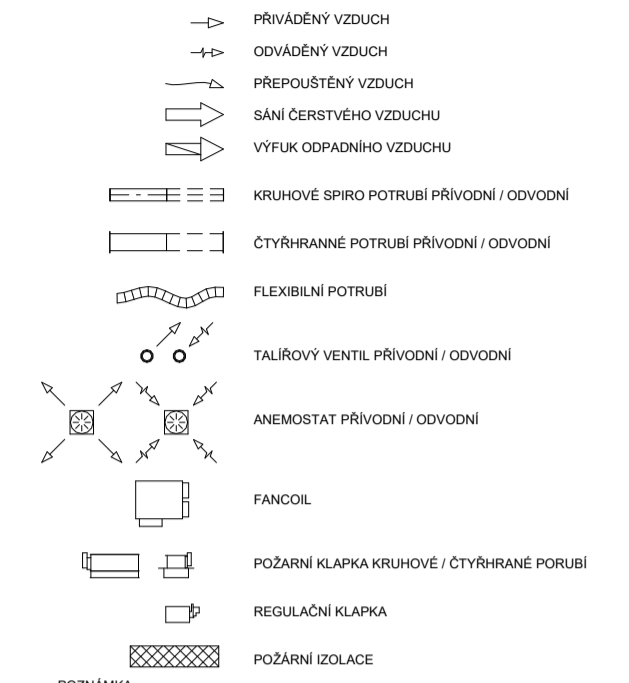 PŘIVÁDĚNÝ VZDUCH
ODVÁDĚNÝ VZDUCH
PŘEPOUŠTĚNÝ VZDUCH
SÁNÍ ČERSTVÉHO VZDUCHU
VÝFUK ODPADNÍHO VZDUCHU
KRUHOVÉ SPIRO POTRUBÍ PŘÍVODNÍ / ODVODNÍ
ČTYŘHRANNÉ POTRUBÍ PŘÍVODNÍ / ODVODNÍ
FLEXIBILNÍ POTRUBÍ
TALÍŘOVÝ VENTIL PŘÍVODNÍ / ODVODNÍ
ANEMOSTAT PŘÍVODNÍ / ODVODNÍ
FANCOIL
POŽARNÍ KLAPKA KRUHOVÉ / ČTYŘHRANÉ PORUBÍ
REGULAČNÍ KLAPKA
POŽÁRNÍ IZOLACE
POZNÁMKA